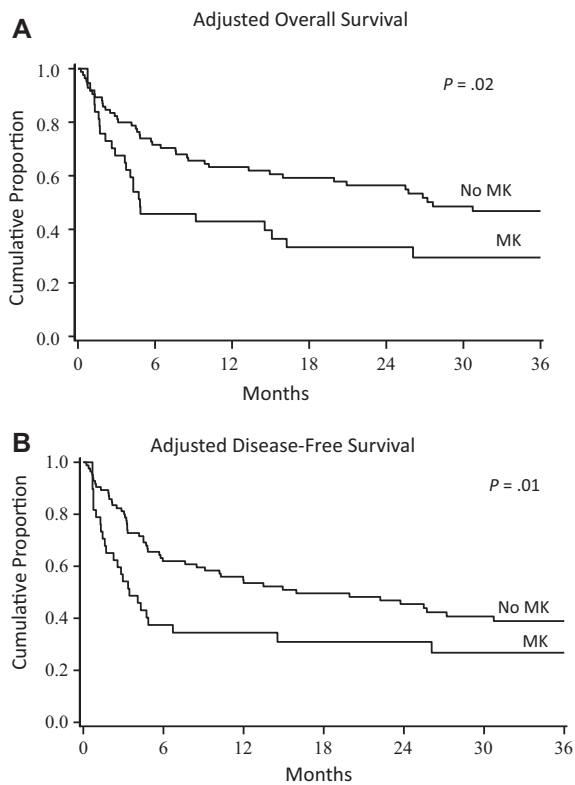 A
Adjusted Overall Survival
P = .02
1.0
0.8
0.6
0.4
0.2
0.0
Cumulative Proportion
No MK
MK
0 6 12 18 24 30 36
Months
B
Adjusted Disease-Free Survival
P = .01
1.0
0.8
0.6
0.4
0.2
0.0
Cumulative Proportion
No MK
MK
0 6 12 18 24 30 36
Months